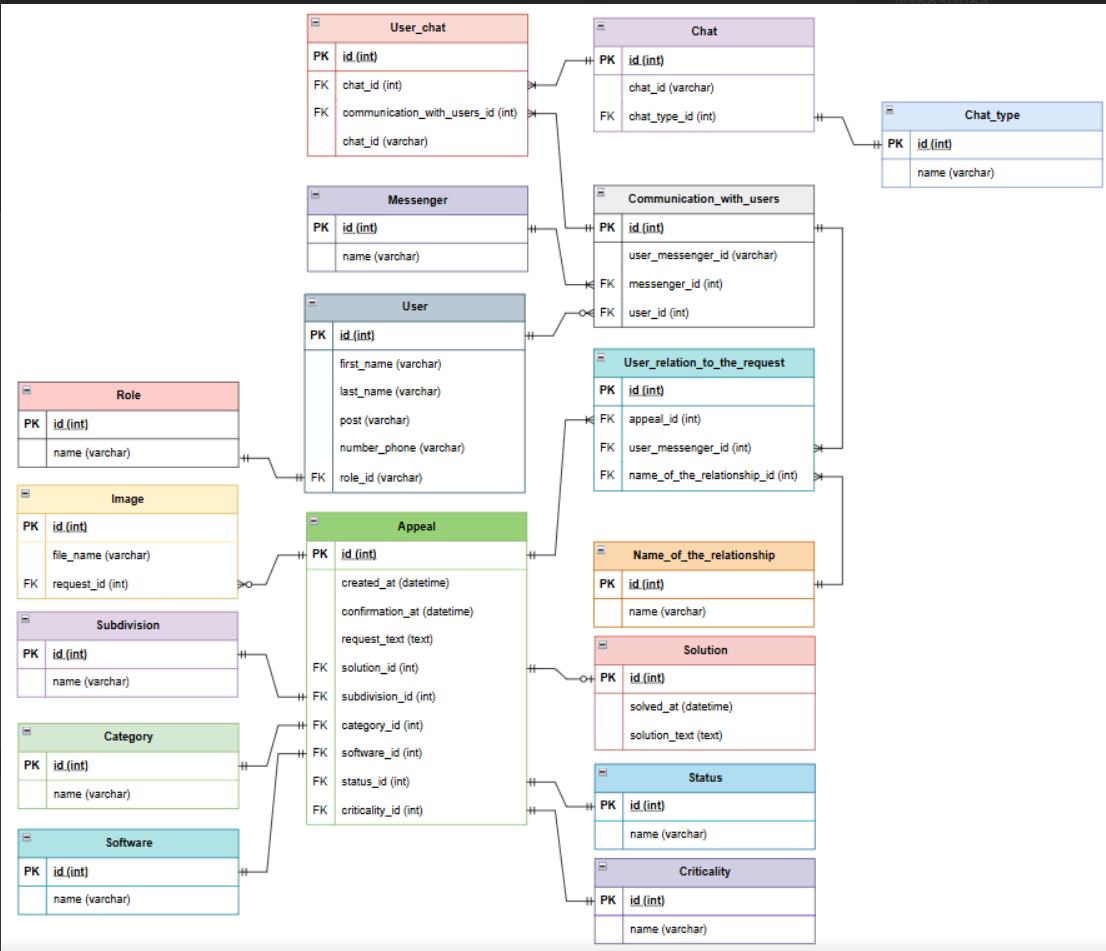 User_chat
PK id (int)
FK chat_id (int)
FK communication_with_users_id (int)
chat_id (varchar)
Chat
PK id (int)
chat_id (varchar)
FK chat_type_id (int)
Chat_type
PK id (int)
name (varchar)
Messenger
PK id (int)
name (varchar)
Communication_with_users
PK id (int)
user_messenger_id (varchar)
FK messenger_id (int)
FK user_id (int)
User
PK id (int)
first_name (varchar)
last_name (varchar)
post (varchar)
number_phone (varchar)
FK role_id (varchar)
User_relation_to_the_request
PK id (int)
FK appeal_id (int)
FK user_messenger_id (int)
FK name_of_the_relationship_id (int)
Role
PK id (int)
name (varchar)
Image
PK id (int)
file_name (varchar)
FK request_id (int)
Appeal
PK id (int)
created_at (datetime)
confirmation_at (datetime)
request_text (text)
FK solution_id (int)
FK subdivision_id (int)
FK category_id (int)
FK software_id (int)
FK status_id (int)
FK criticality_id (int)
Name_of_the_relationship
PK id (int)
name (varchar)
Subdivision
PK id (int)
name (varchar)
Solution
PK id (int)
solved_at (datetime)
solution_text (text)
Category
PK id (int)
name (varchar)
Status
PK id (int)
name (varchar)
Software
PK id (int)
name (varchar)
Criticality
PK id (int)
name (varchar)